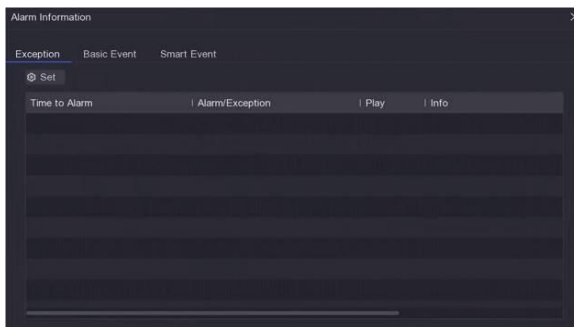 Alarm Information
Exception Basic Event Smart Event
Set
Time to Alarm Alarm/Exception Play Info